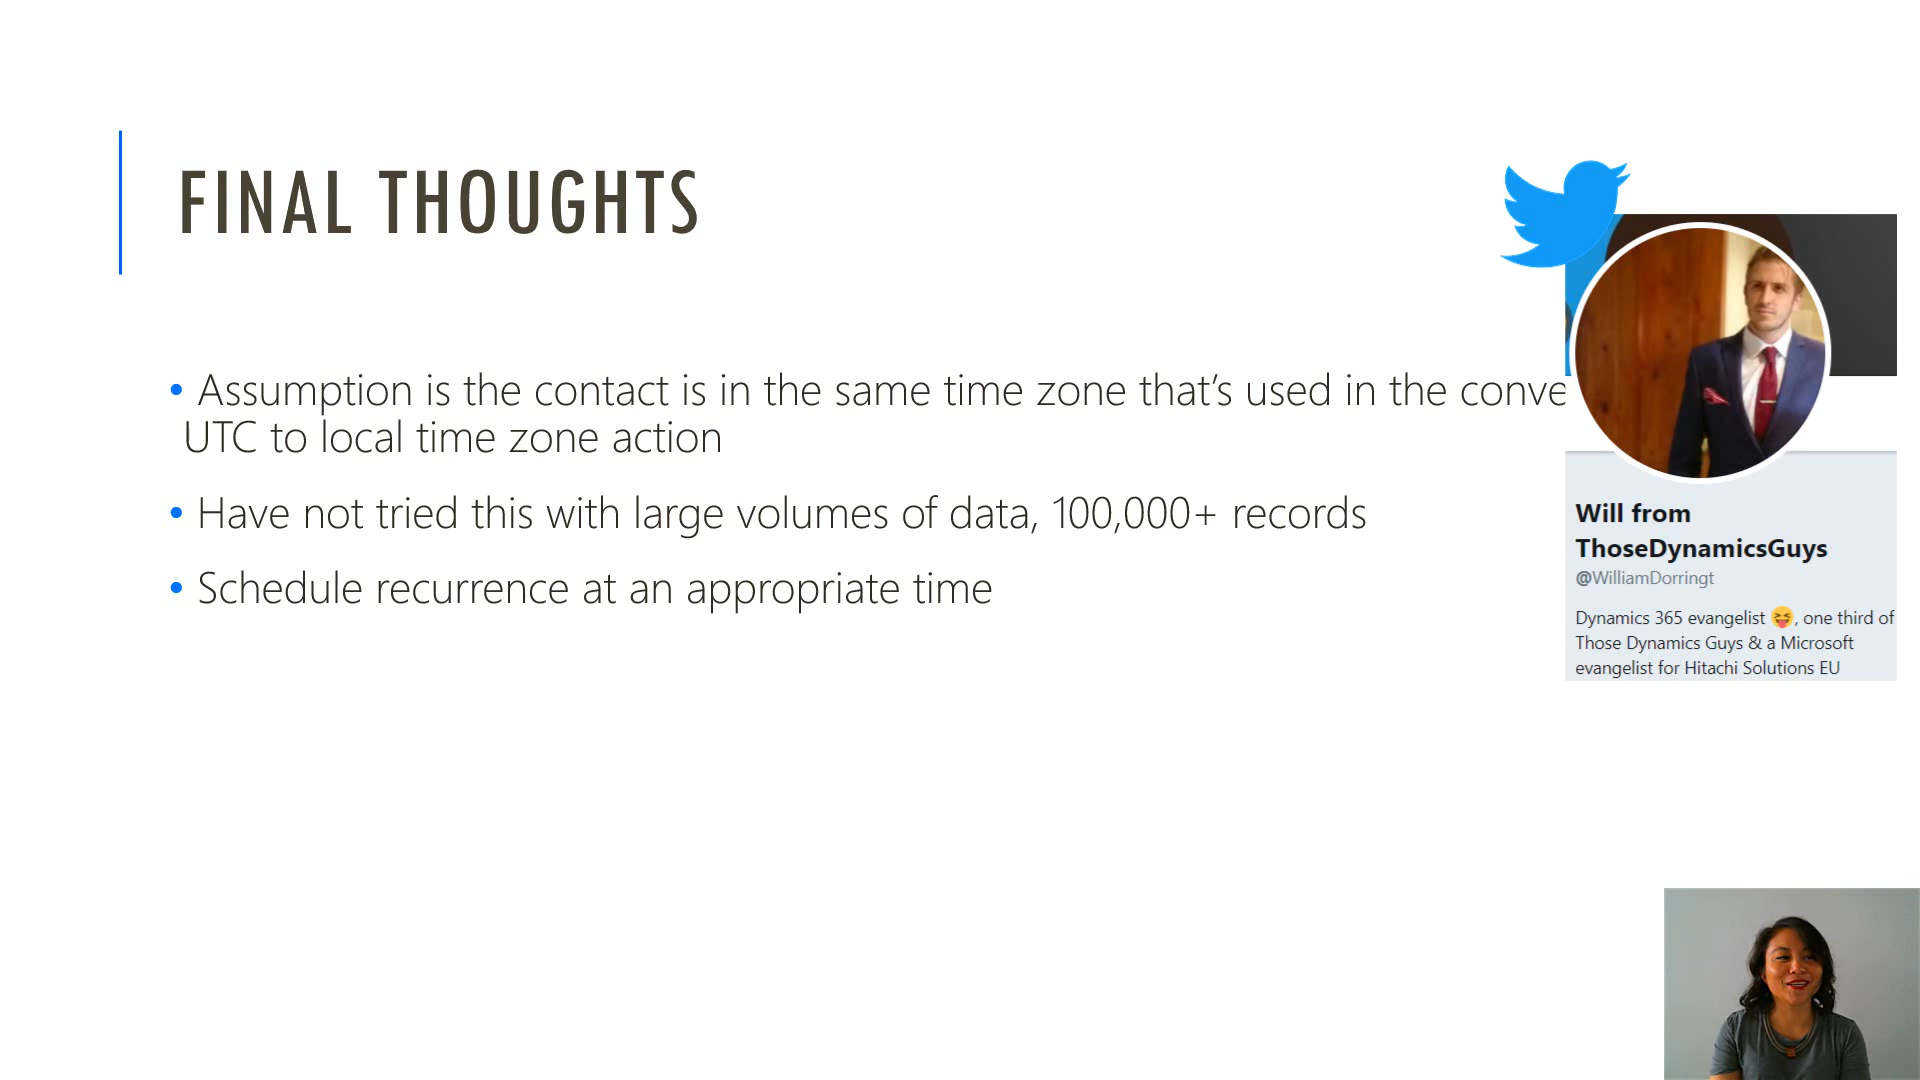 FINAL THOUGHTS
• Assumption is the contact is in the same time zone that's used in the conve
UTC to local time zone action
• Have not tried this with large volumes of data, 100,000+ records
• Schedule recurrence at an appropriate time
Will from
ThoseDynamicsGuys
@WilliamDorringt
Dynamics 365 evangelist 😝, one third of
Those Dynamics Guys & a Microsoft
evangelist for Hitachi Solutions EU